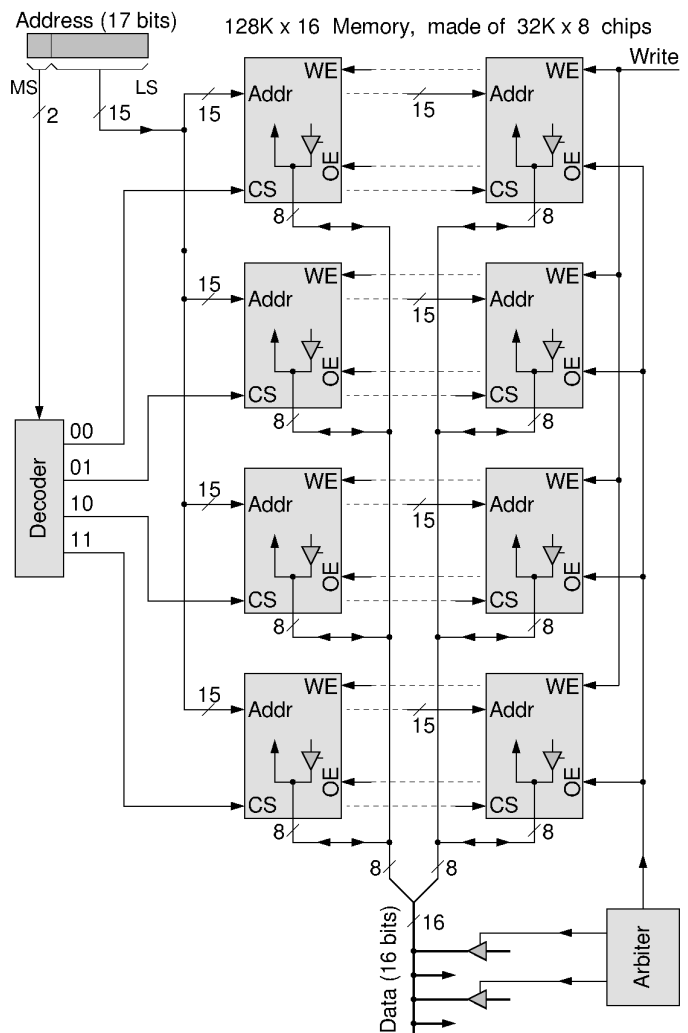 Address (17 bits)
128K x 16 Memory, made of 32K x 8 chips
Write
MS
LS
2
15
15
WE
Addr
OE
CS
8
15
WE
Addr
OE
CS
8
15
WE
Addr
OE
CS
8
15
WE
Addr
OE
CS
8
Decoder
00
01
10
11
15
WE
Addr
OE
CS
8
15
WE
Addr
OE
CS
8
15
WE
Addr
OE
CS
8
15
WE
Addr
OE
CS
8
8
8
16
Data (16 bits)
Arbiter